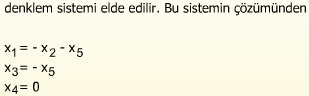 denklem sistemi elde edilir. Bu sistemin çözümünden
x₁= - x₂ - x₅
x₃= - x₅
x₄= 0